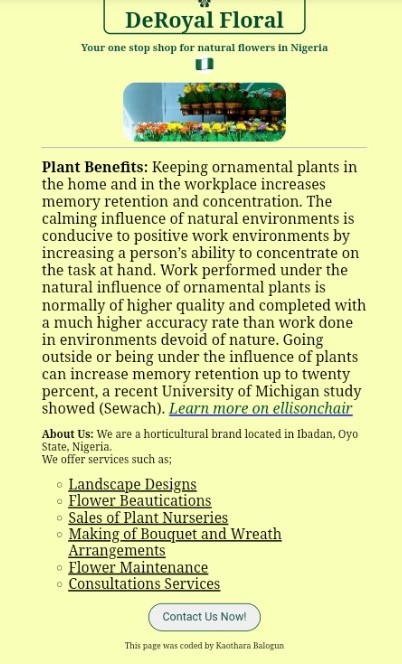 DeRoyal Floral
Your one stop shop for natural flowers in Nigeria
Plant Benefits: Keeping ornamental plants in
the home and in the workplace increases
memory retention and concentration. The
calming influence of natural environments is
conducive to positive work environments by
increasing a person's ability to concentrate on
the task at hand. Work performed under the
natural influence of ornamental plants is
normally of higher quality and completed with
a much higher accuracy rate than work done
in environments devoid of nature. Going
outside or being under the influence of plants
can increase memory retention up to twenty
percent, a recent University of Michigan study
showed (Sewach). Learn more on ellisonchair
About Us: We are a horticultural brand located in Ibadan, Oyo
State, Nigeria.
We offer services such as;
Landscape Designs
Flower Beautications
Sales of Plant Nurseries
Making of Bouquet and Wreath
Arrangements
Flower Maintenance
Consultations Services
Contact Us Now!
This page was coded by Kaothara Balogun